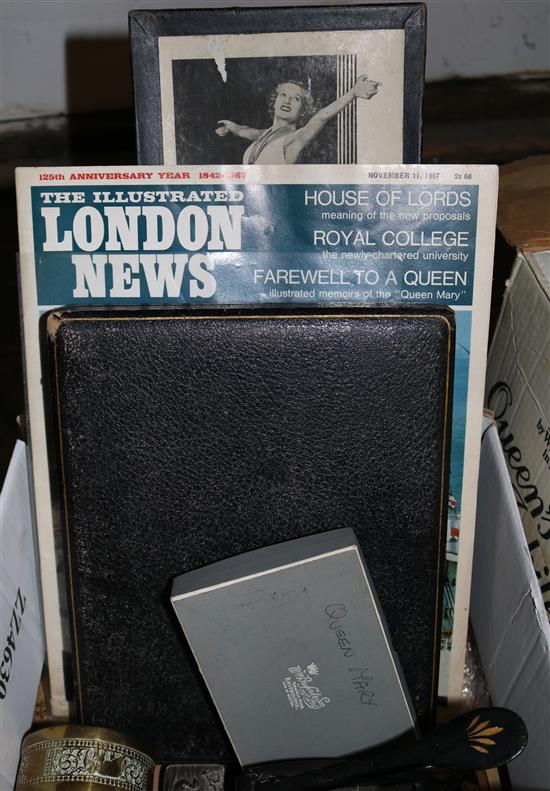 125th ANNIVERSARY YEAR 1842-1967
NOVEMBER 11, 1967 2s 6d
THE ILLUSTRATED
LONDON
NEWS
HOUSE OF LORDS
meaning of the new proposals
ROYAL COLLEGE
the newly-chartered university
FAREWELL TO A QUEEN
illustrated memoirs of the "Queen Mary"
QUEEN MARY
Queen's
ZZ4630